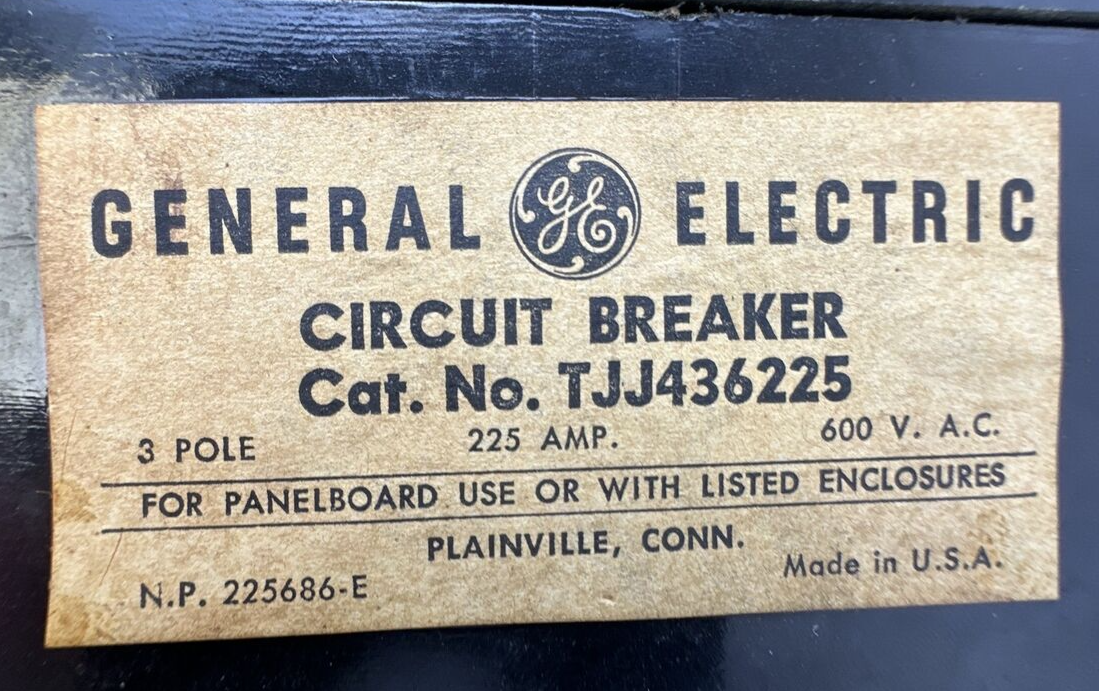 GENERAL GE ELECTRIC
CIRCUIT BREAKER
Cat. No. TJJ436225
3 POLE 225 AMP. 600 V. A.C.
FOR PANELBOARD USE OR WITH LISTED ENCLOSURES
PLAINVILLE, CONN.
N.P. 225686-E Made in U.S.A.